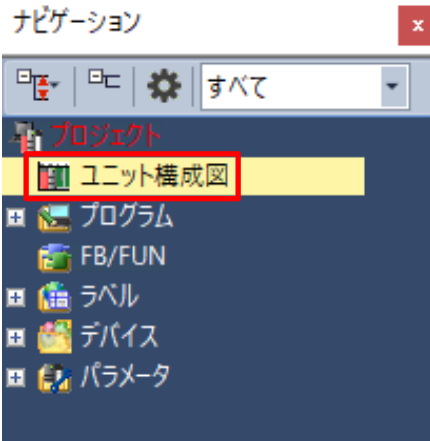 ナビゲーション
すべて
プロジェクト
ユニット構成図
プログラム
FB/FUN
ラベル
デバイス
パラメータ